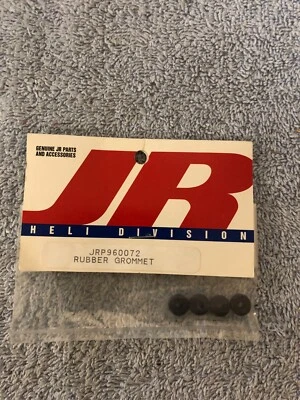 GENUINE JR PARTS
AND ACCESSORIES
JR
HELI DIVISION
JRP960072
RUBBER GROMMET